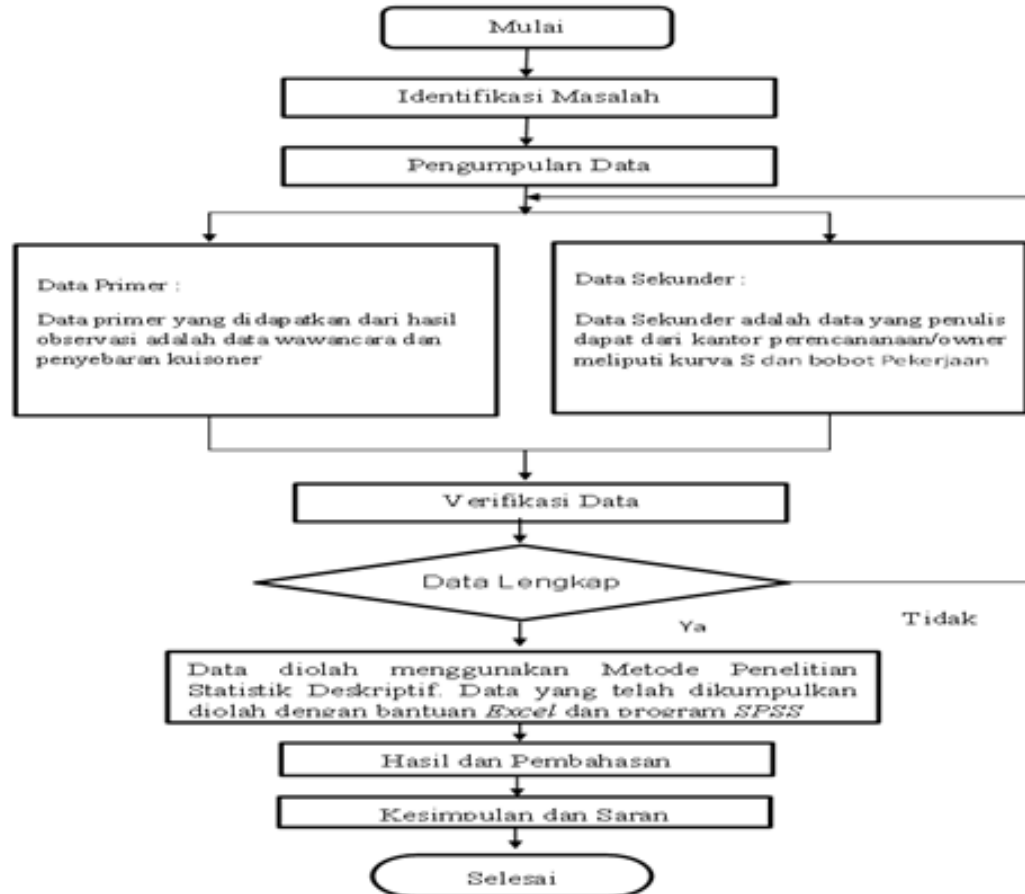 Mulai
Identifikasi Masalah
Pengumpulan Data
Data Primer :
Data primer yang didapatkan dari hasil
observasi adalah data wawancara dan
penyebaran kuisoner
Data Sekunder :
Data Sekunder adalah data yang penulis
dapat dari kantor perencananaan/owner
meliputi kurva S dan bobot Pekerjaan
Verifikasi Data
Data Lengkap
Ya
Tidak
Data diolah menggunakan Metode Penelitian
Statistik Deskriptif. Data yang telah dikumpulkan
diolah dengan bantuan Excel dan program SPSS
Hasil dan Pembahasan
Kesimpulan dan Saran
Selesai